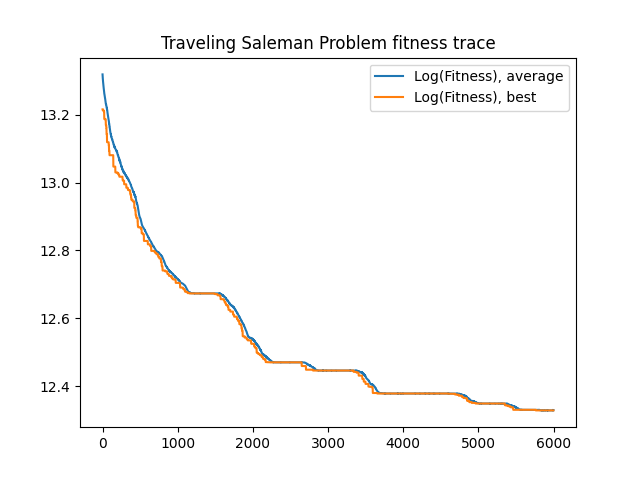 Traveling Saleman Problem fitness trace
Log(Fitness), average
Log(Fitness), best
13.2
13.0
12.8
12.6
12.4
0 1000 2000 3000 4000 5000 6000